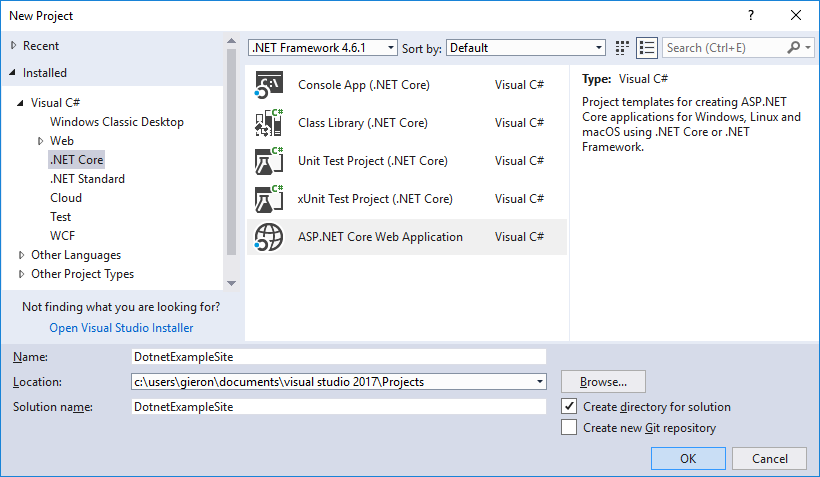 New Project
?
Recent
Installed
.NET Framework 4.6.1
Sort by:
Default
Search (Ctrl+E)
Visual C#
Windows Classic Desktop
Web
.NET Core
.NET Standard
Cloud
Test
WCF
Other Languages
Other Project Types
Not finding what you are looking for?
Open Visual Studio Installer
C:\
Console App (.NET Core) Visual C#
C#
Class Library (.NET Core) Visual C#
C#
Unit Test Project (.NET Core) Visual C#
C#
xUnit Test Project (.NET Core) Visual C#
ASP.NET Core Web Application Visual C#
Type: Visual C#
Project templates for creating ASP.NET
Core applications for Windows, Linux and
macOS using .NET Core or .NET
Framework.
Name: DotnetExampleSite
Location: c:\users\gieron\documents\visual studio 2017\Projects
Browse...
Solution name: DotnetExampleSite
Create directory for solution
Create new Git repository
OK
Cancel